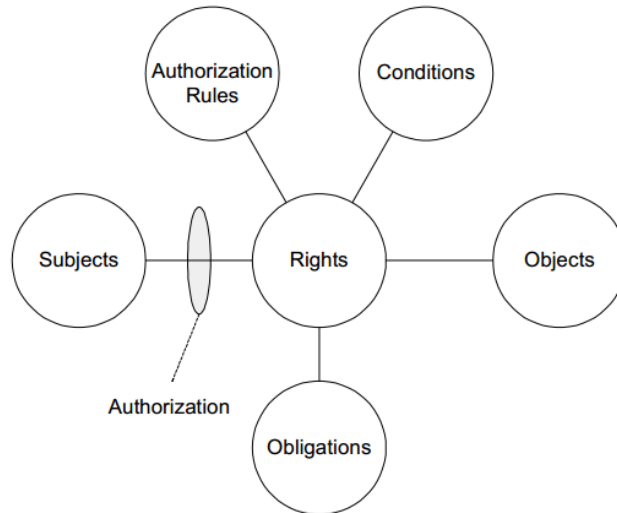 Authorization
Rules
Conditions
Subjects
Rights
Objects
Authorization
Obligations